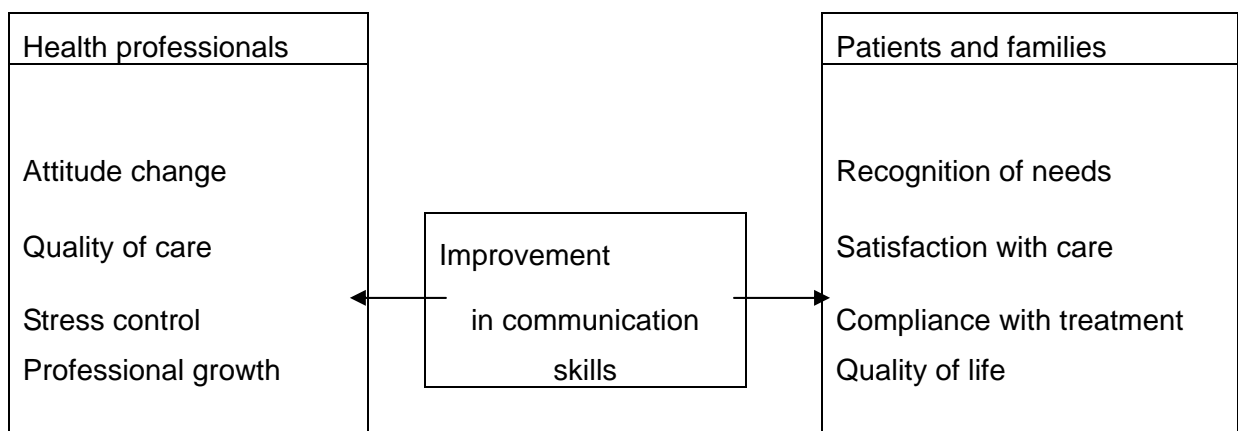 Health professionals
Attitude change
Quality of care
Stress control
Professional growth
Improvement
in communication
skills
Patients and families
Recognition of needs
Satisfaction with care
Compliance with treatment
Quality of life